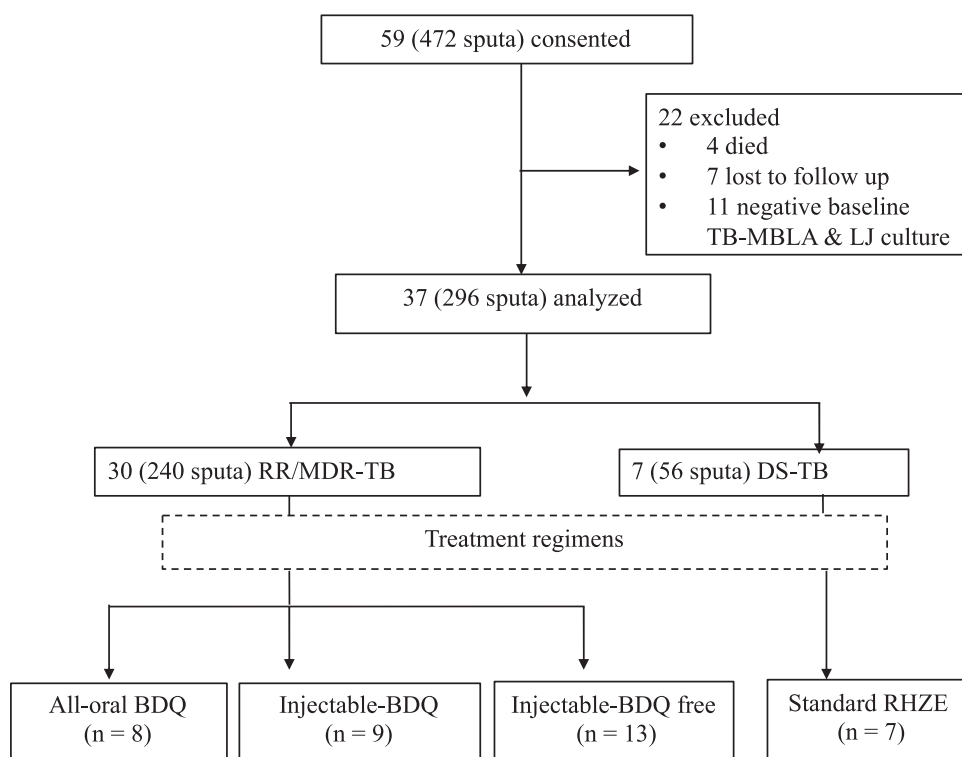 59 (472 sputa) consented
22 excluded
• 4 died
• 7 lost to follow up
• 11 negative baseline
TB-MBLA & LJ culture
37 (296 sputa) analyzed
30 (240 sputa) RR/MDR-TB
7 (56 sputa) DS-TB
Treatment regimens
All-oral BDQ
(n = 8)
Injectable-BDQ
(n = 9)
Injectable-BDQ free
(n = 13)
Standard RHZE
(n = 7)